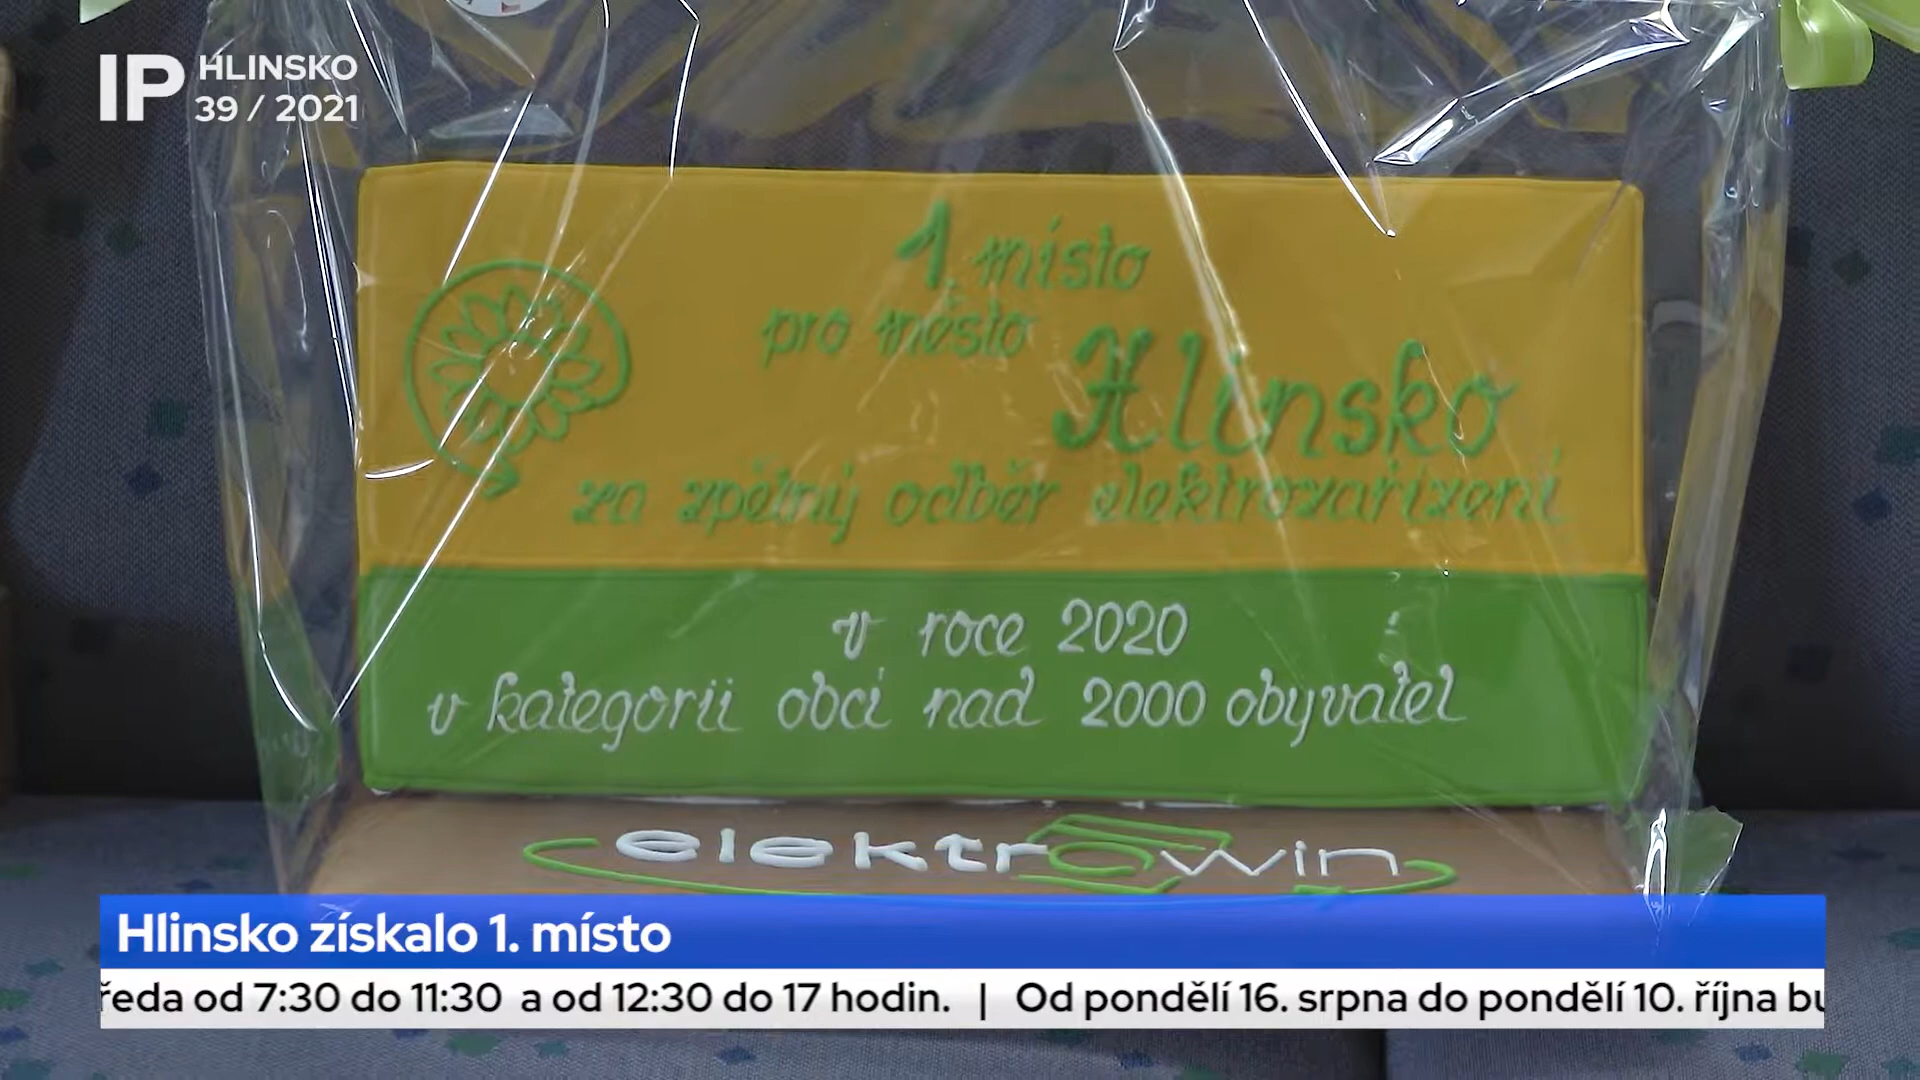 IP HLINSKO
39 / 2021
1. místo
pro město Hlinsko
za zpětný odběr elektrozařízení
v roce 2020
v kategorii obcí nad 2000 obyvatel
elektrowin
Hlinsko získalo 1. místo
ředa od 7:30 do 11:30 a od 12:30 do 17 hodin. | Od pondělí 16. srpna do pondělí 10. října bu